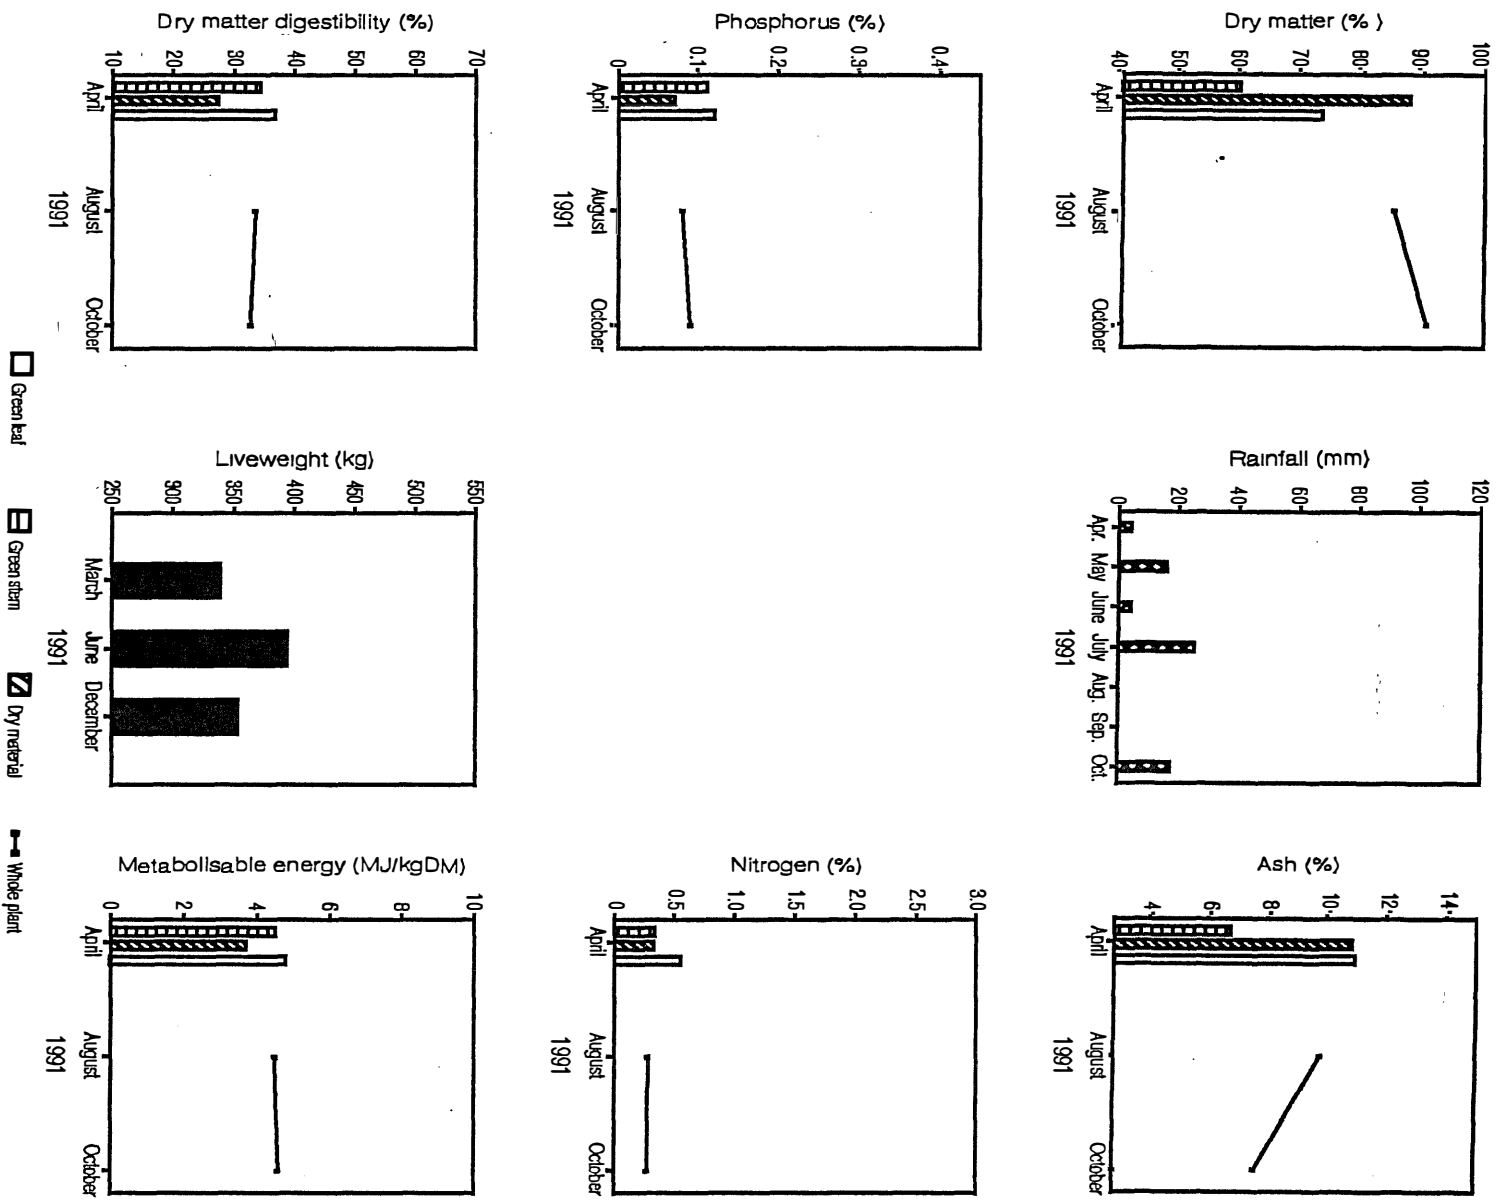 Dry matter (%)
100
90
80
70
60
50
40
April
August
October
1991
Rainfall (mm)
120
100
80
60
40
20
0
Apr.
May
June
July
Aug.
Sep.
Oct.
1991
Ash (%)
14
12
10
8
6
4
April
August
October
1991
Phosphorus (%)
0.4
0.3
0.2
0.1
0
April
August
October
1991
Nitrogen (%)
3.0
2.5
2.0
1.5
1.0
0.5
0
April
August
October
1991
Dry matter digestibility (%)
70
60
50
40
30
20
10
April
August
October
1991
Liveweight (kg)
550
500
450
400
350
300
250
March
June
December
1991
Metabolisable energy (MJ/kgDM)
10
8
6
4
2
0
April
August
October
1991
Green leaf
Green stem
Dry material
Whole plant